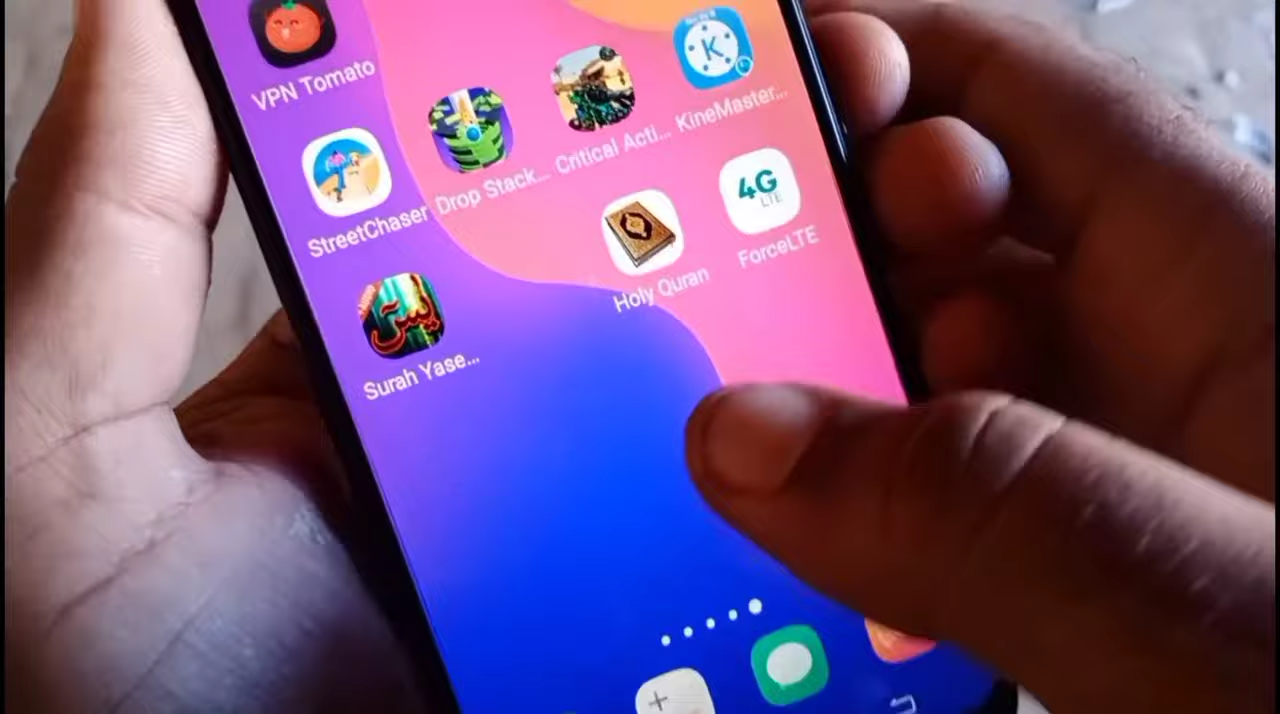 VPN Tomato
StreetChaser
Drop Stack...
Critical Acti...
K
KineMaster...
Surah Yase...
يس
Holy Quran
4G
LTE
ForceLTE